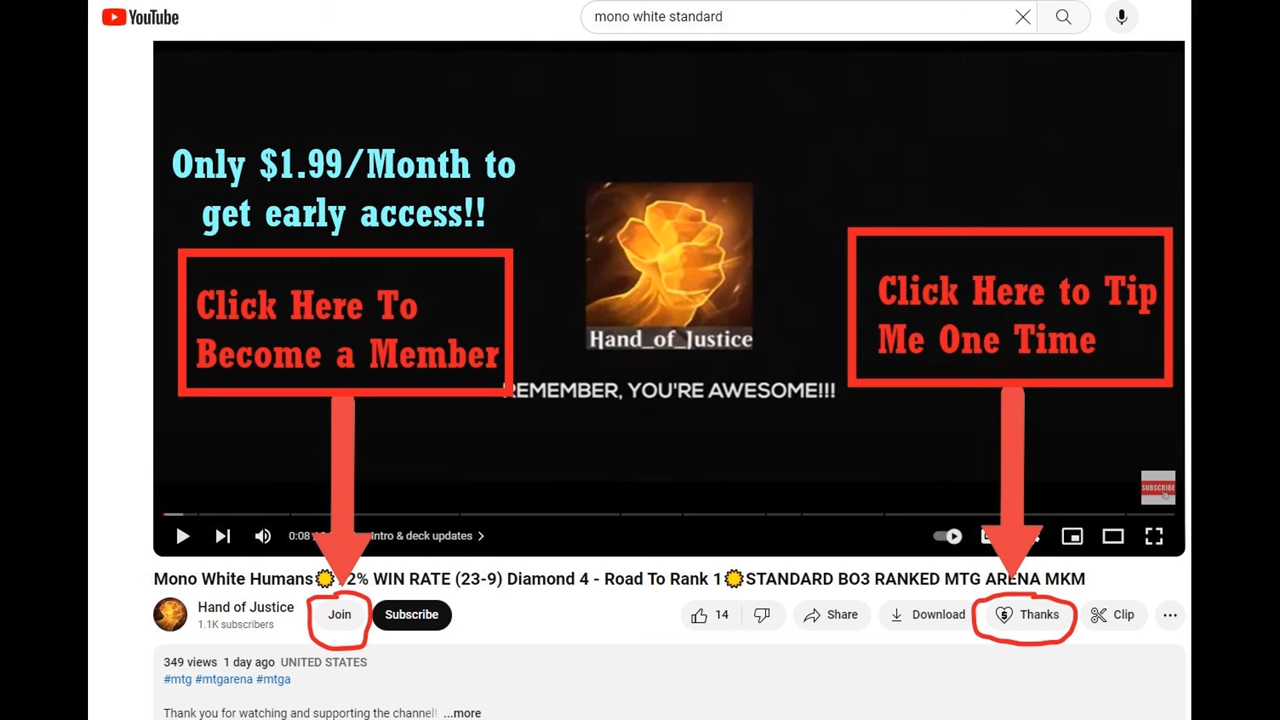 YouTube
mono white standard
Only $1.99/Month to
get early access!!
Click Here To
Become a Member
Click Here to Tip
Me One Time
Hand_of_Justice
REMEMBER, YOU'RE AWESOME!!!
SUBSCRIBE
0:08
Intro & deck updates
Mono White Humans 2% WIN RATE (23-9) Diamond 4 - Road To Rank 1 STANDARD BO3 RANKED MTG ARENA MKM
Hand of Justice
1.1K subscribers
Join
Subscribe
14
Share
Download
Thanks
Clip
349 views 1 day ago UNITED STATES
#mtg #mtgarena #mtga
Thank you for watching and supporting the channel! ...more